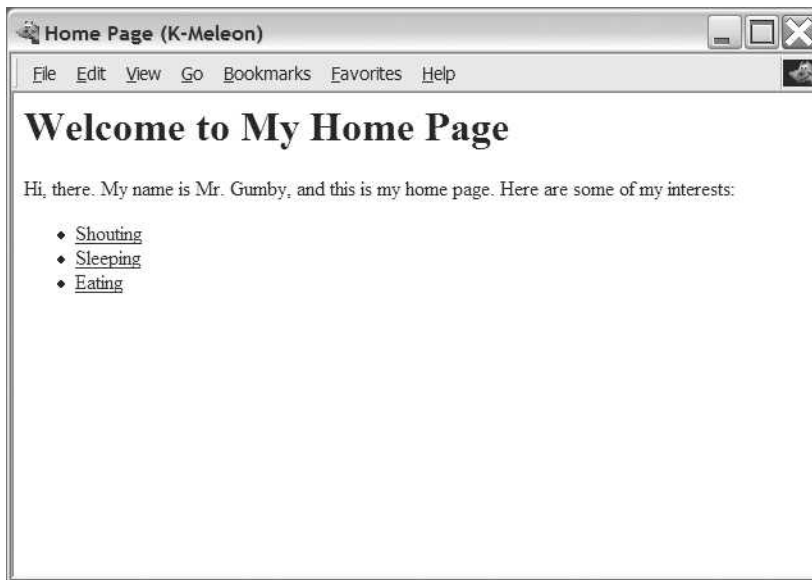 Home Page (K-Meleon)
File Edit View Go Bookmarks Favorites Help
Welcome to My Home Page
Hi, there. My name is Mr. Gumby, and this is my home page. Here are some of my interests:
Shouting
Sleeping
Eating